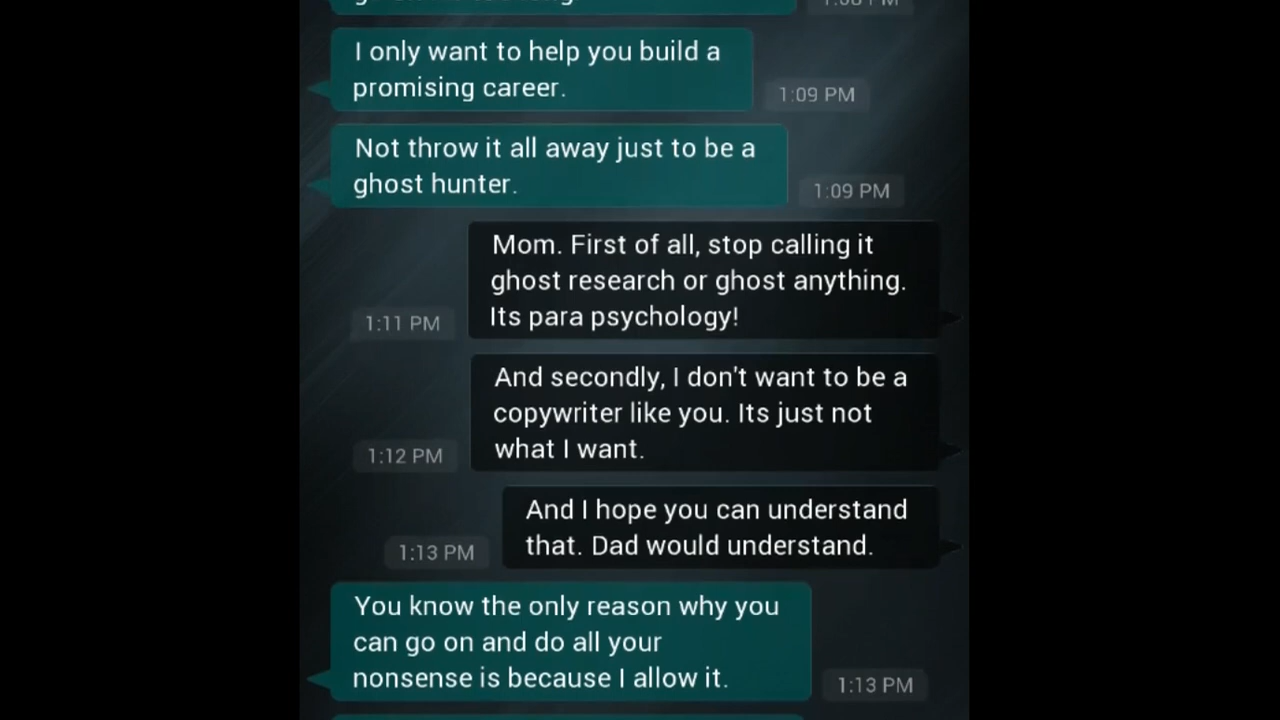 I only want to help you build a
promising career.
1:09 PM
Not throw it all away just to be a
ghost hunter.
1:09 PM
Mom. First of all, stop calling it
ghost research or ghost anything.
Its para psychology!
1:11 PM
And secondly, I don't want to be a
copywriter like you. Its just not
what I want.
1:12 PM
And I hope you can understand
that. Dad would understand.
1:13 PM
You know the only reason why you
can go on and do all your
nonsense is because I allow it.
1:13 PM